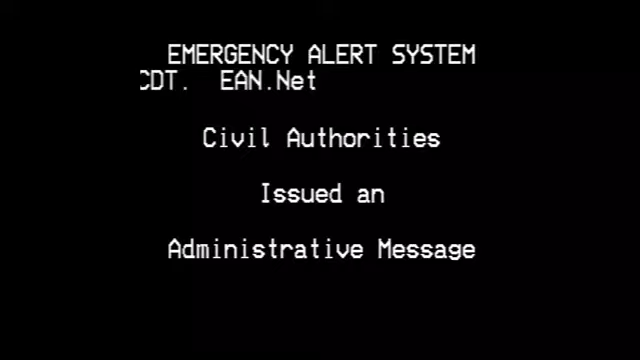 EMERGENCY ALERT SYSTEM
CDT.  EAN.Net
Civil Authorities
Issued an
Administrative Message